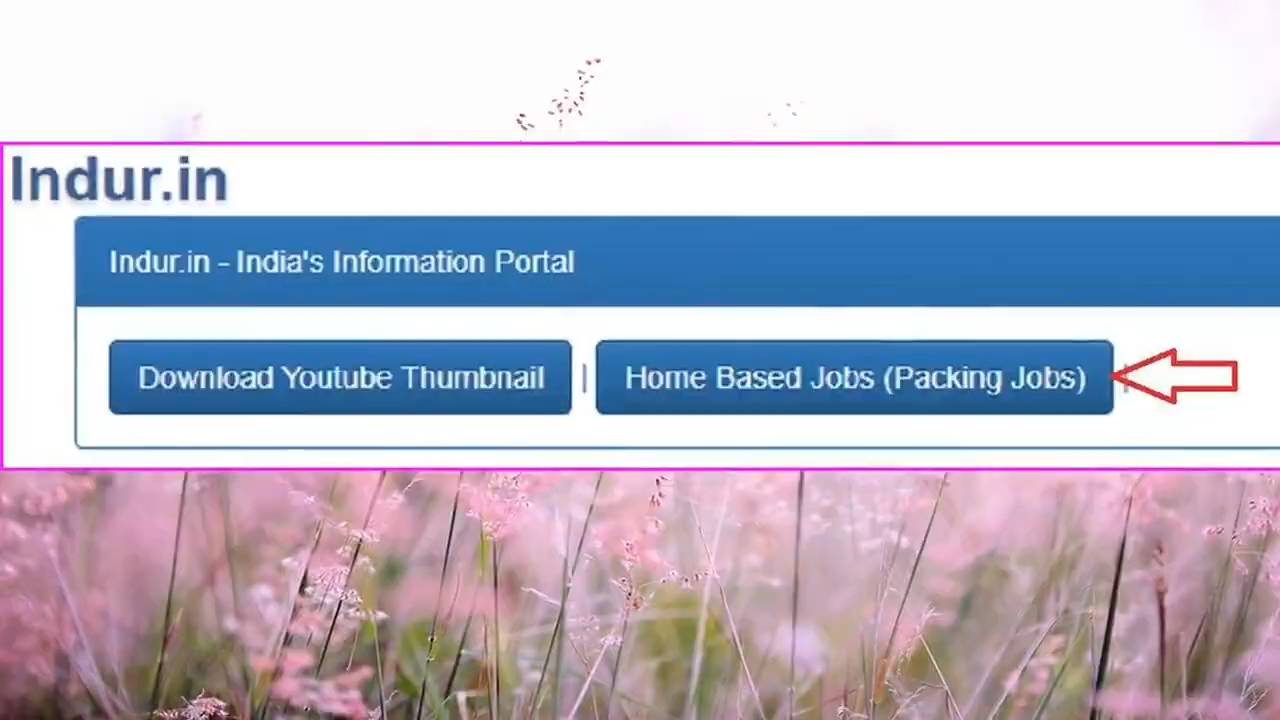 Indur.in
Indur.in - India's Information Portal
Download Youtube Thumbnail | Home Based Jobs (Packing Jobs)